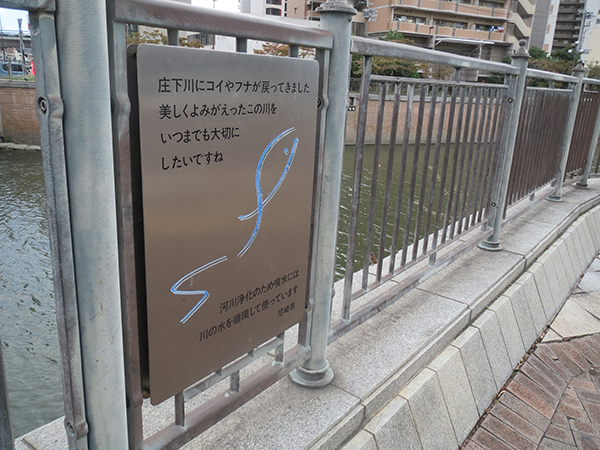 庄下川にコイやフナが戻ってきました
美しくよみがえったこの川を
いつまでも大切に
したいですね
河川浄化のため噴水には
川の水を循環して使っています
尼崎市